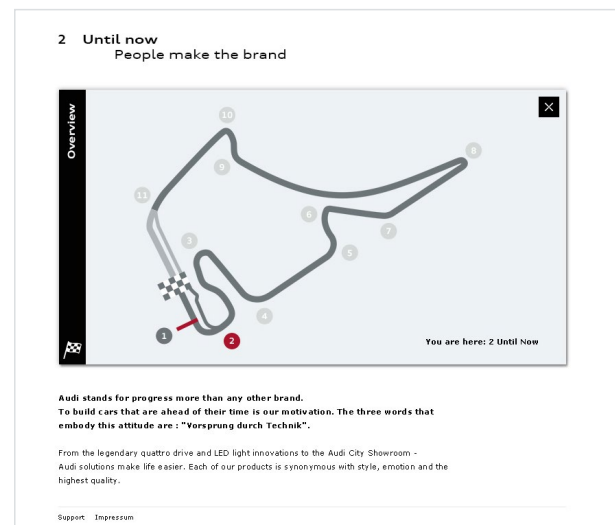 2 Until now
People make the brand
Overview
10
8
9
11
6
7
3
5
4
1
2
You are here: 2 Until Now
Audi stands for progress more than any other brand.
To build cars that are ahead of their time is our motivation. The three words that
embody this attitude are : "Vorsprung durch Technik".
From the legendary quattro drive and LED light innovations to the Audi City Showroom -
Audi solutions make life easier. Each of our products is synonymous with style, emotion and the
highest quality.
Support Impressum